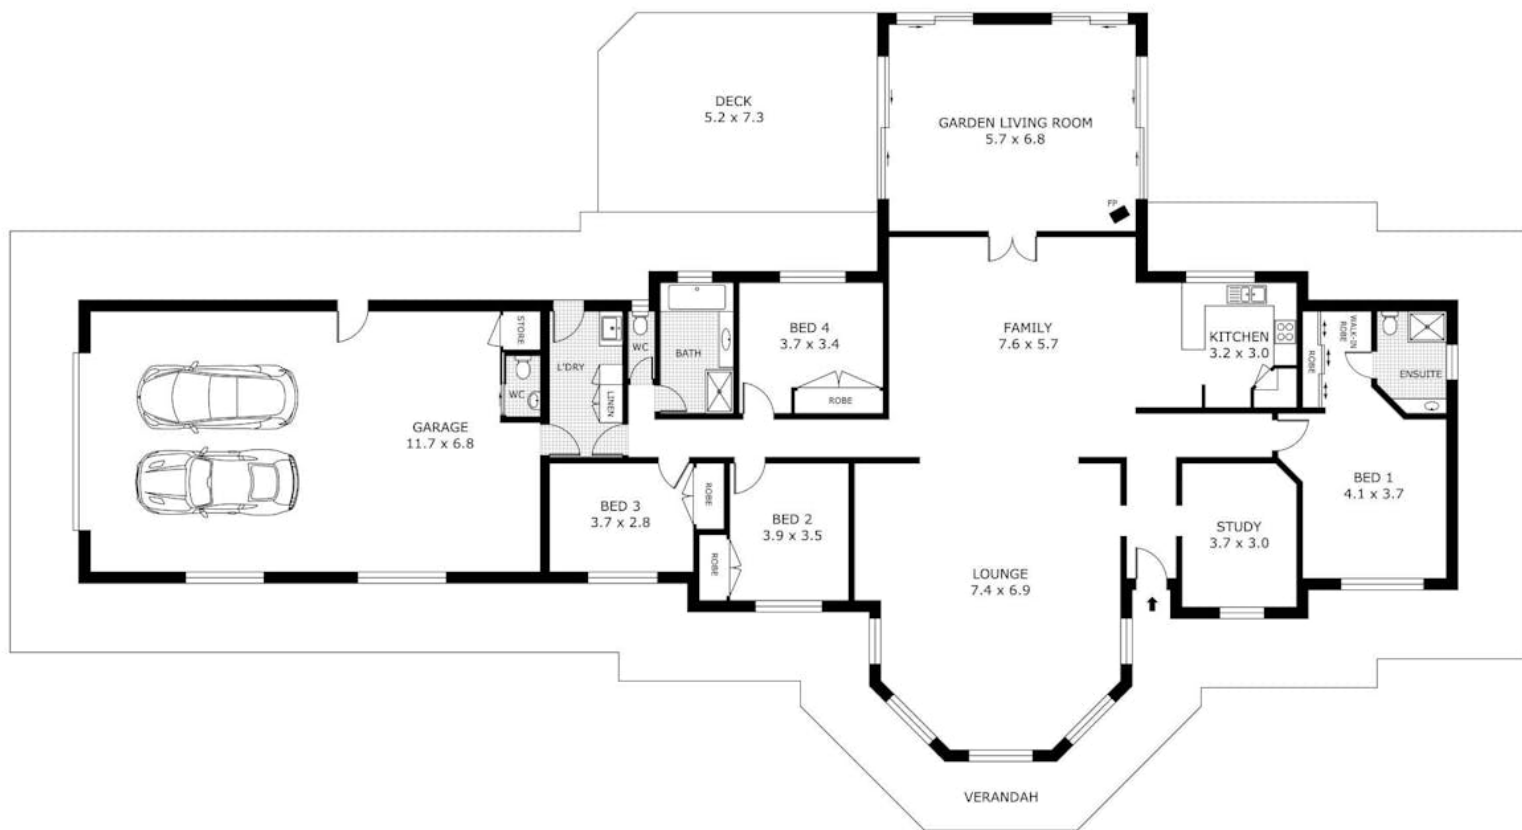 DECK
5.2 x 7.3
GARDEN LIVING ROOM
5.7 x 6.8
FP
STORE
WC
L'DRY
LINEN
WC
BATH
BED 4
3.7 x 3.4
ROBE
FAMILY
7.6 x 5.7
KITCHEN
3.2 x 3.0
ROBE
WALK-IN
ROBE
ENSUITE
GARAGE
11.7 x 6.8
BED 3
3.7 x 2.8
ROBE
ROBE
BED 2
3.9 x 3.5
LOUNGE
7.4 x 6.9
STUDY
3.7 x 3.0
BED 1
4.1 x 3.7
VERANDAH